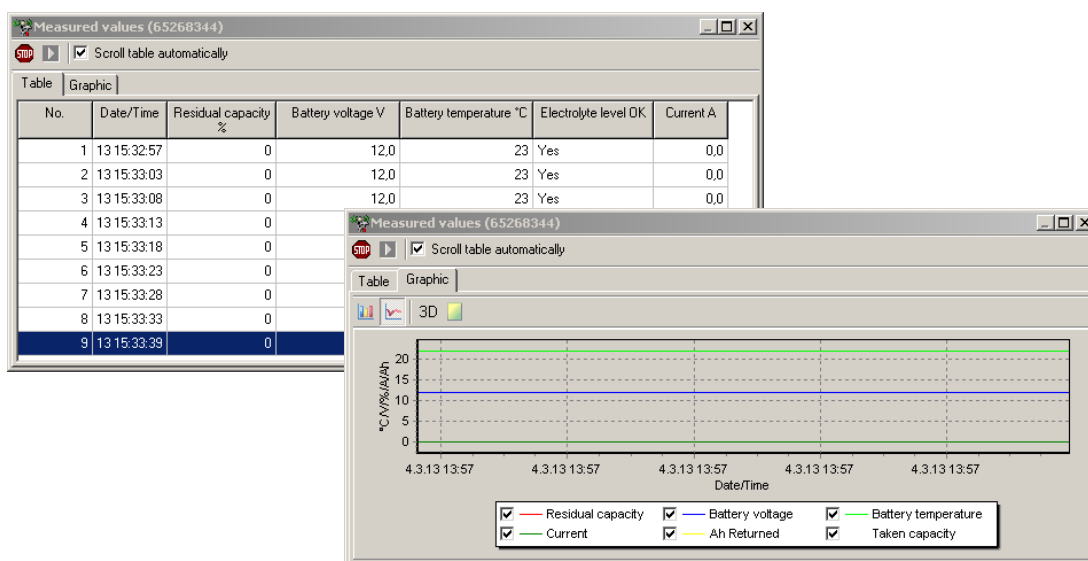 Measured values (65268344)
STOP Scroll table automatically
Table Graphic
No. Date/Time Residual capacity % Battery voltage V Battery temperature °C Electrolyte level OK Current A
1 13 15:32:57 0 12,0 23 Yes 0,0
2 13 15:33:03 0 12,0 23 Yes 0,0
3 13 15:33:08 0 12,0 23 Yes 0,0
4 13 15:33:13 0
5 13 15:33:18 0
6 13 15:33:23 0
7 13 15:33:28 0
8 13 15:33:33 0
9 13 15:33:39 0
Measured values (65268344)
STOP Scroll table automatically
Table Graphic
3D
°C/V/%/A/Ah
20
15
10
5
0
4.3.13 13:57 4.3.13 13:57 4.3.13 13:57 4.3.13 13:57 4.3.13 13:57
Date/Time
Residual capacity Battery voltage Battery temperature
Current Ah Returned Taken capacity